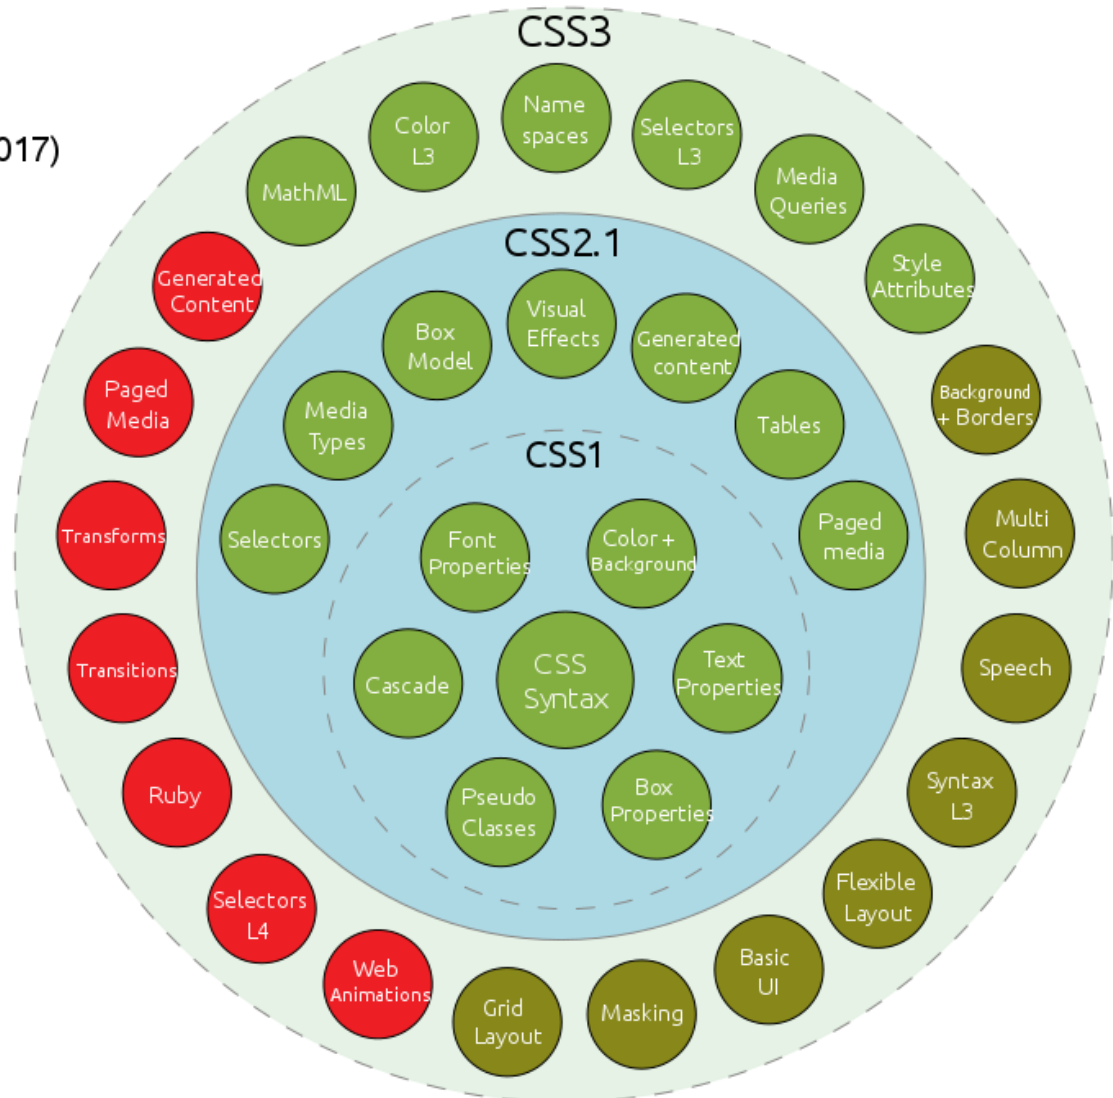 CSS3
017)
Name
spaces
Color
L3
Selectors
L3
MathML
Media
Queries
Generated
Content
Style
Attributes
Paged
Media
Background
+ Borders
Transforms
Multi
Column
Transitions
Speech
Ruby
Syntax
L3
Selectors
L4
Flexible
Layout
Web
Animations
Basic
UI
Grid
Layout
Masking
CSS2.1
Visual
Effects
Box
Model
Generated
content
Media
Types
Tables
Selectors
Paged
media
CSS1
Font
Properties
Color +
Background
Cascade
CSS
Syntax
Text
Properties
Pseudo
Classes
Box
Properties